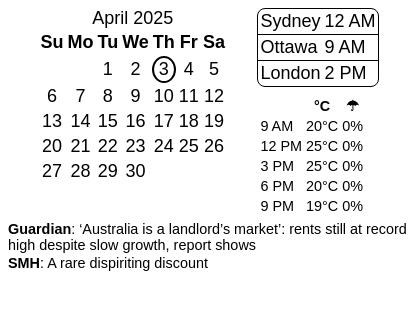 April 2025
Su Mo Tu We Th Fr Sa
1 2 3 4 5
6 7 8 9 10 11 12
13 14 15 16 17 18 19
20 21 22 23 24 25 26
27 28 29 30
Sydney 12 AM
Ottawa 9 AM
London 2 PM
°C ☂
9 AM 20°C 0%
12 PM 25°C 0%
3 PM 25°C 0%
6 PM 20°C 0%
9 PM 19°C 0%
Guardian: ‘Australia is a landlord’s market’: rents still at record
high despite slow growth, report shows
SMH: A rare dispiriting discount